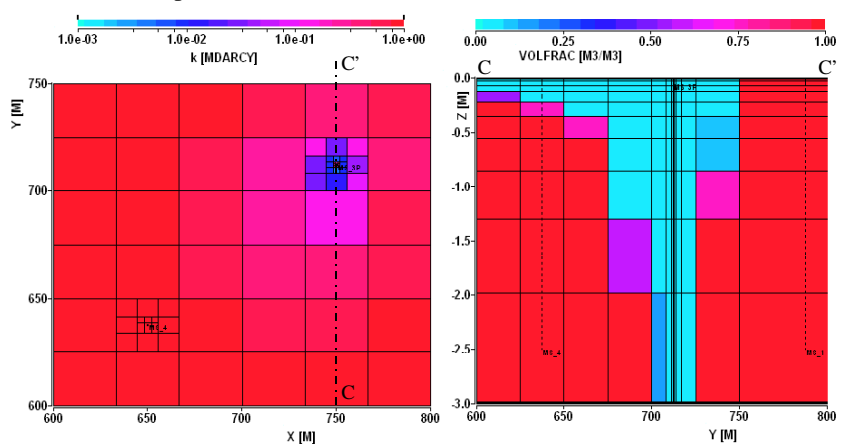 1.0e-03 1.0e-02 1.0e-01 1.0e+00
k [MDARCY]
C'
750
700
650
600
Y [M]
MS_4
C
600 650 700 750 800
X [M]
0.00 0.25 0.50 0.75 1.00
VOLFRAC [M3/M3]
C C'
0.0
-0.5
-1.0
-1.5
-2.0
-2.5
-3.0
Z [M]
MS_4
600 650 700 750 800
Y [M]